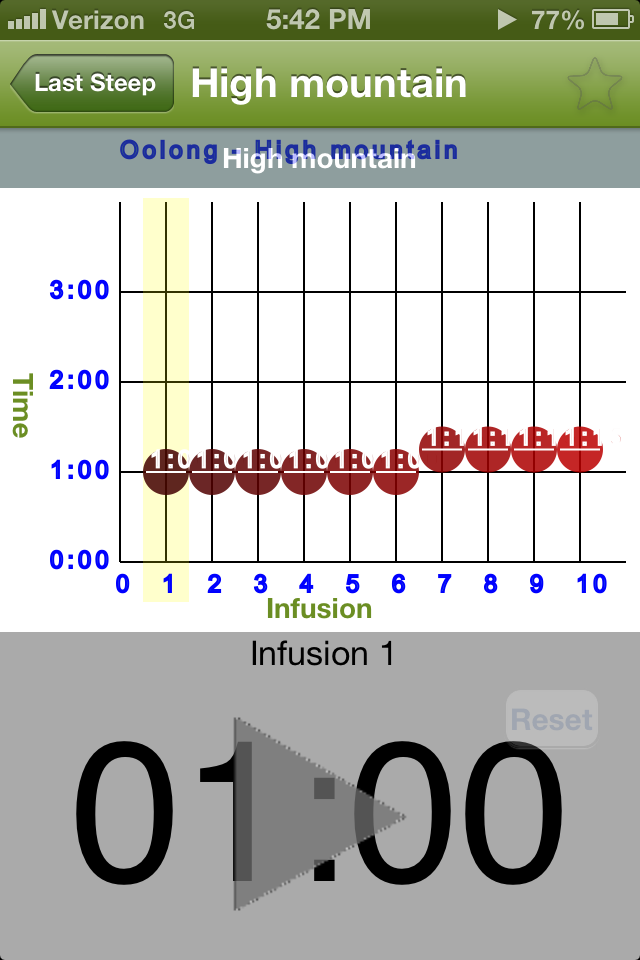 Verizon 3G 5:42 PM 77%
Last Steep High mountain
Oolong - High mountain
High mountain
3:00
2:00
1:00
0:00
Time
0 1 2 3 4 5 6 7 8 9 10
Infusion
Infusion 1
Reset
01:00